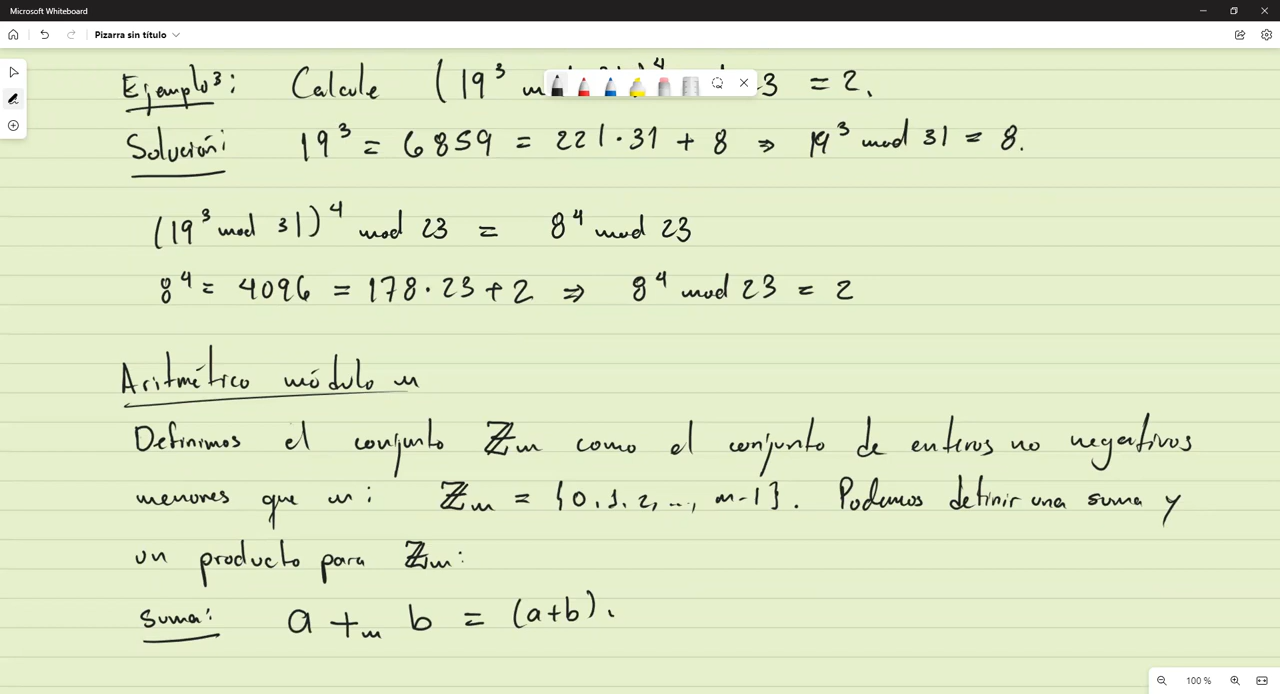 Microsoft Whiteboard
Pizarra sin título
Ejemplo 3: Calcule (19³ m 4 3 = 2.
Solución: 19³ = 6859 = 221·31 + 8 ⇒ 19³ mod 31 = 8.
(19³ mod 31)⁴ mod 23 = 8⁴ mod 23
8⁴ = 4096 = 178·23 + 2 ⇒ 8⁴ mod 23 = 2
Aritmético módulo m
Definimos el conjunto ℤm como el conjunto de enteros no negativos
menores que m: ℤm = {0, 1, 2, ..., m-1}. Podemos definir una suma y
un producto para ℤm:
Suma: a +m b = (a+b).
100 %